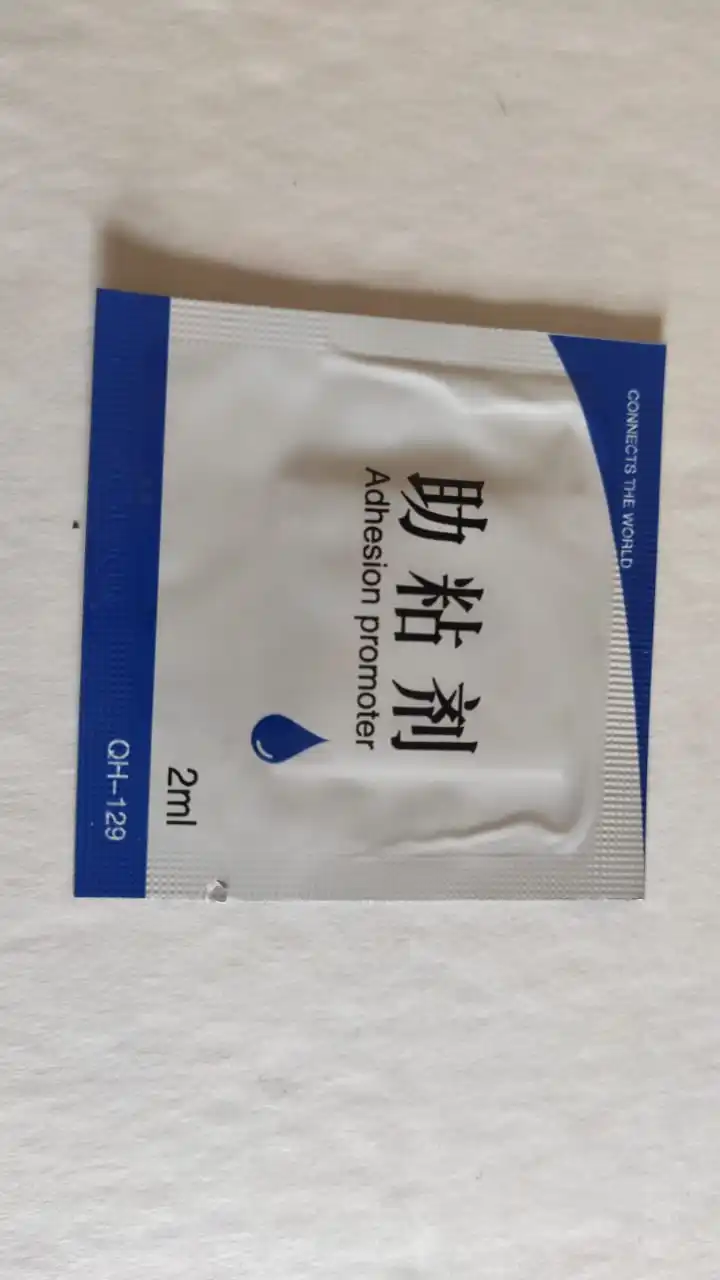 CONNECTS THE WORLD
助粘剂
Adhesion promoter
2ml
QH-129